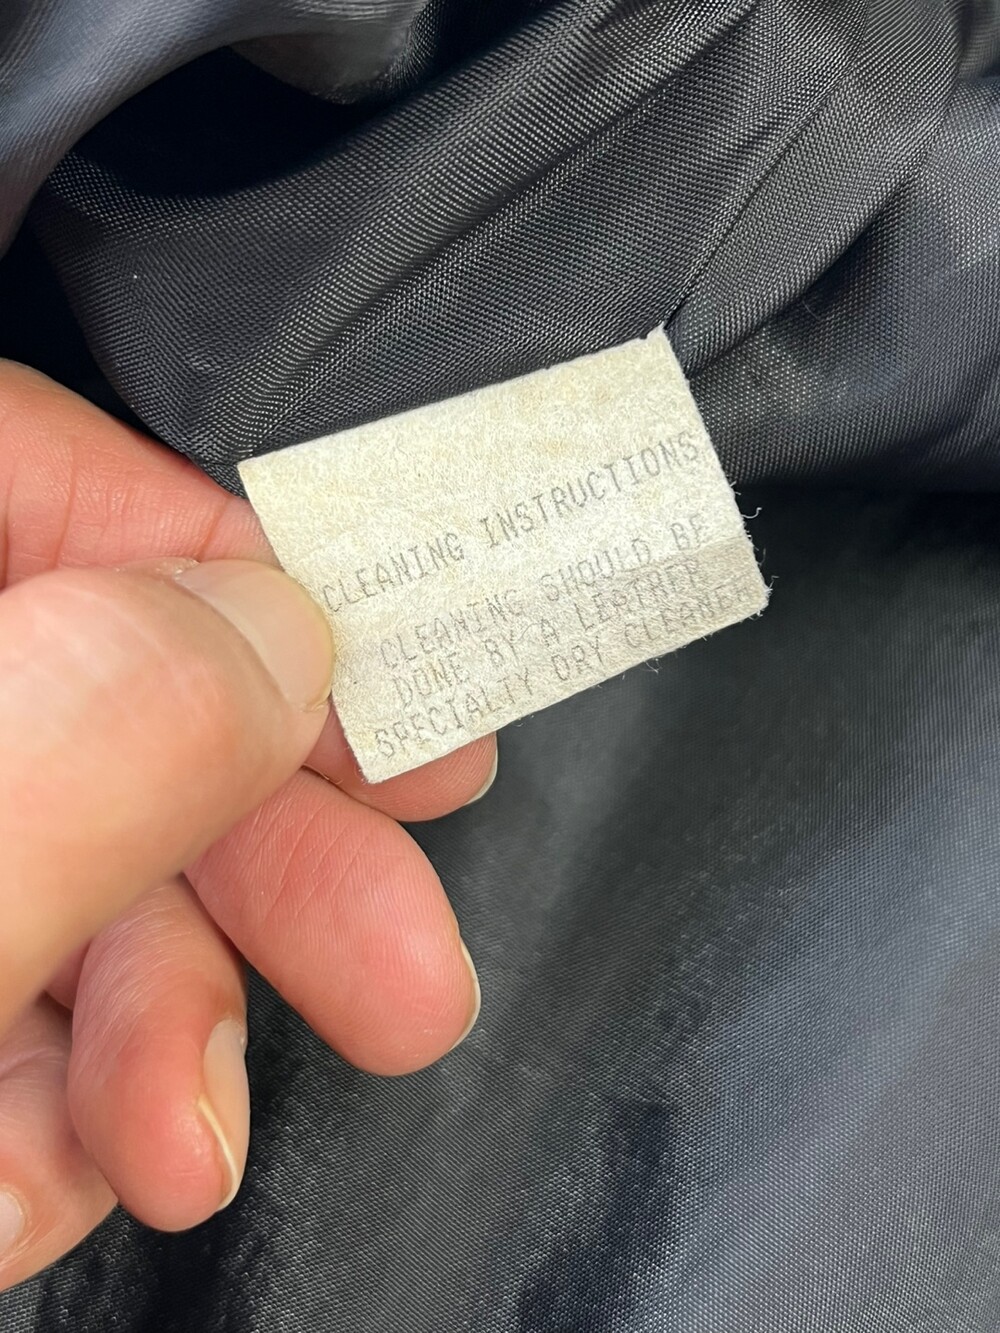 CLEANING INSTRUCTIONS
CLEANING SHOULD BE
DONE BY A LEATHER
SPECIALTY DRY CLEANER